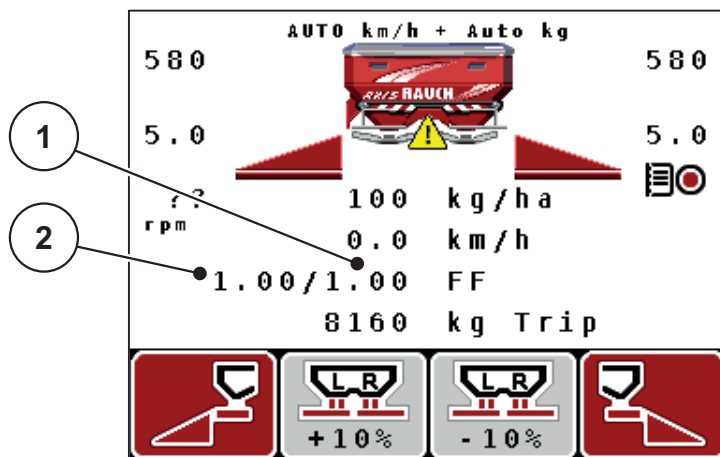 AUTO km/h + Auto kg
580 580
AXIS RAUCH
1 5.0 5.0
?? 100 kg/ha
rpm
2 0.0 km/h
1.00/1.00 FF
8160 kg Trip
L R L R
+10% -10%